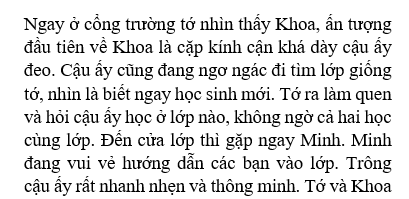 Ngay ở cổng trường tớ nhìn thấy Khoa, ấn tượng
đầu tiên về Khoa là cặp kính cận khá dày cậu ấy
đeo. Cậu ấy cũng đang ngơ ngác đi tìm lớp giống
tớ, nhìn là biết ngay học sinh mới. Tớ ra làm quen
và hỏi cậu ấy học ở lớp nào, không ngờ cả hai học
cùng lớp. Đến cửa lớp thì gặp ngay Minh. Minh
đang vui vẻ hướng dẫn các bạn vào lớp. Trông
cậu ấy rất nhanh nhẹn và thông minh. Tớ và Khoa